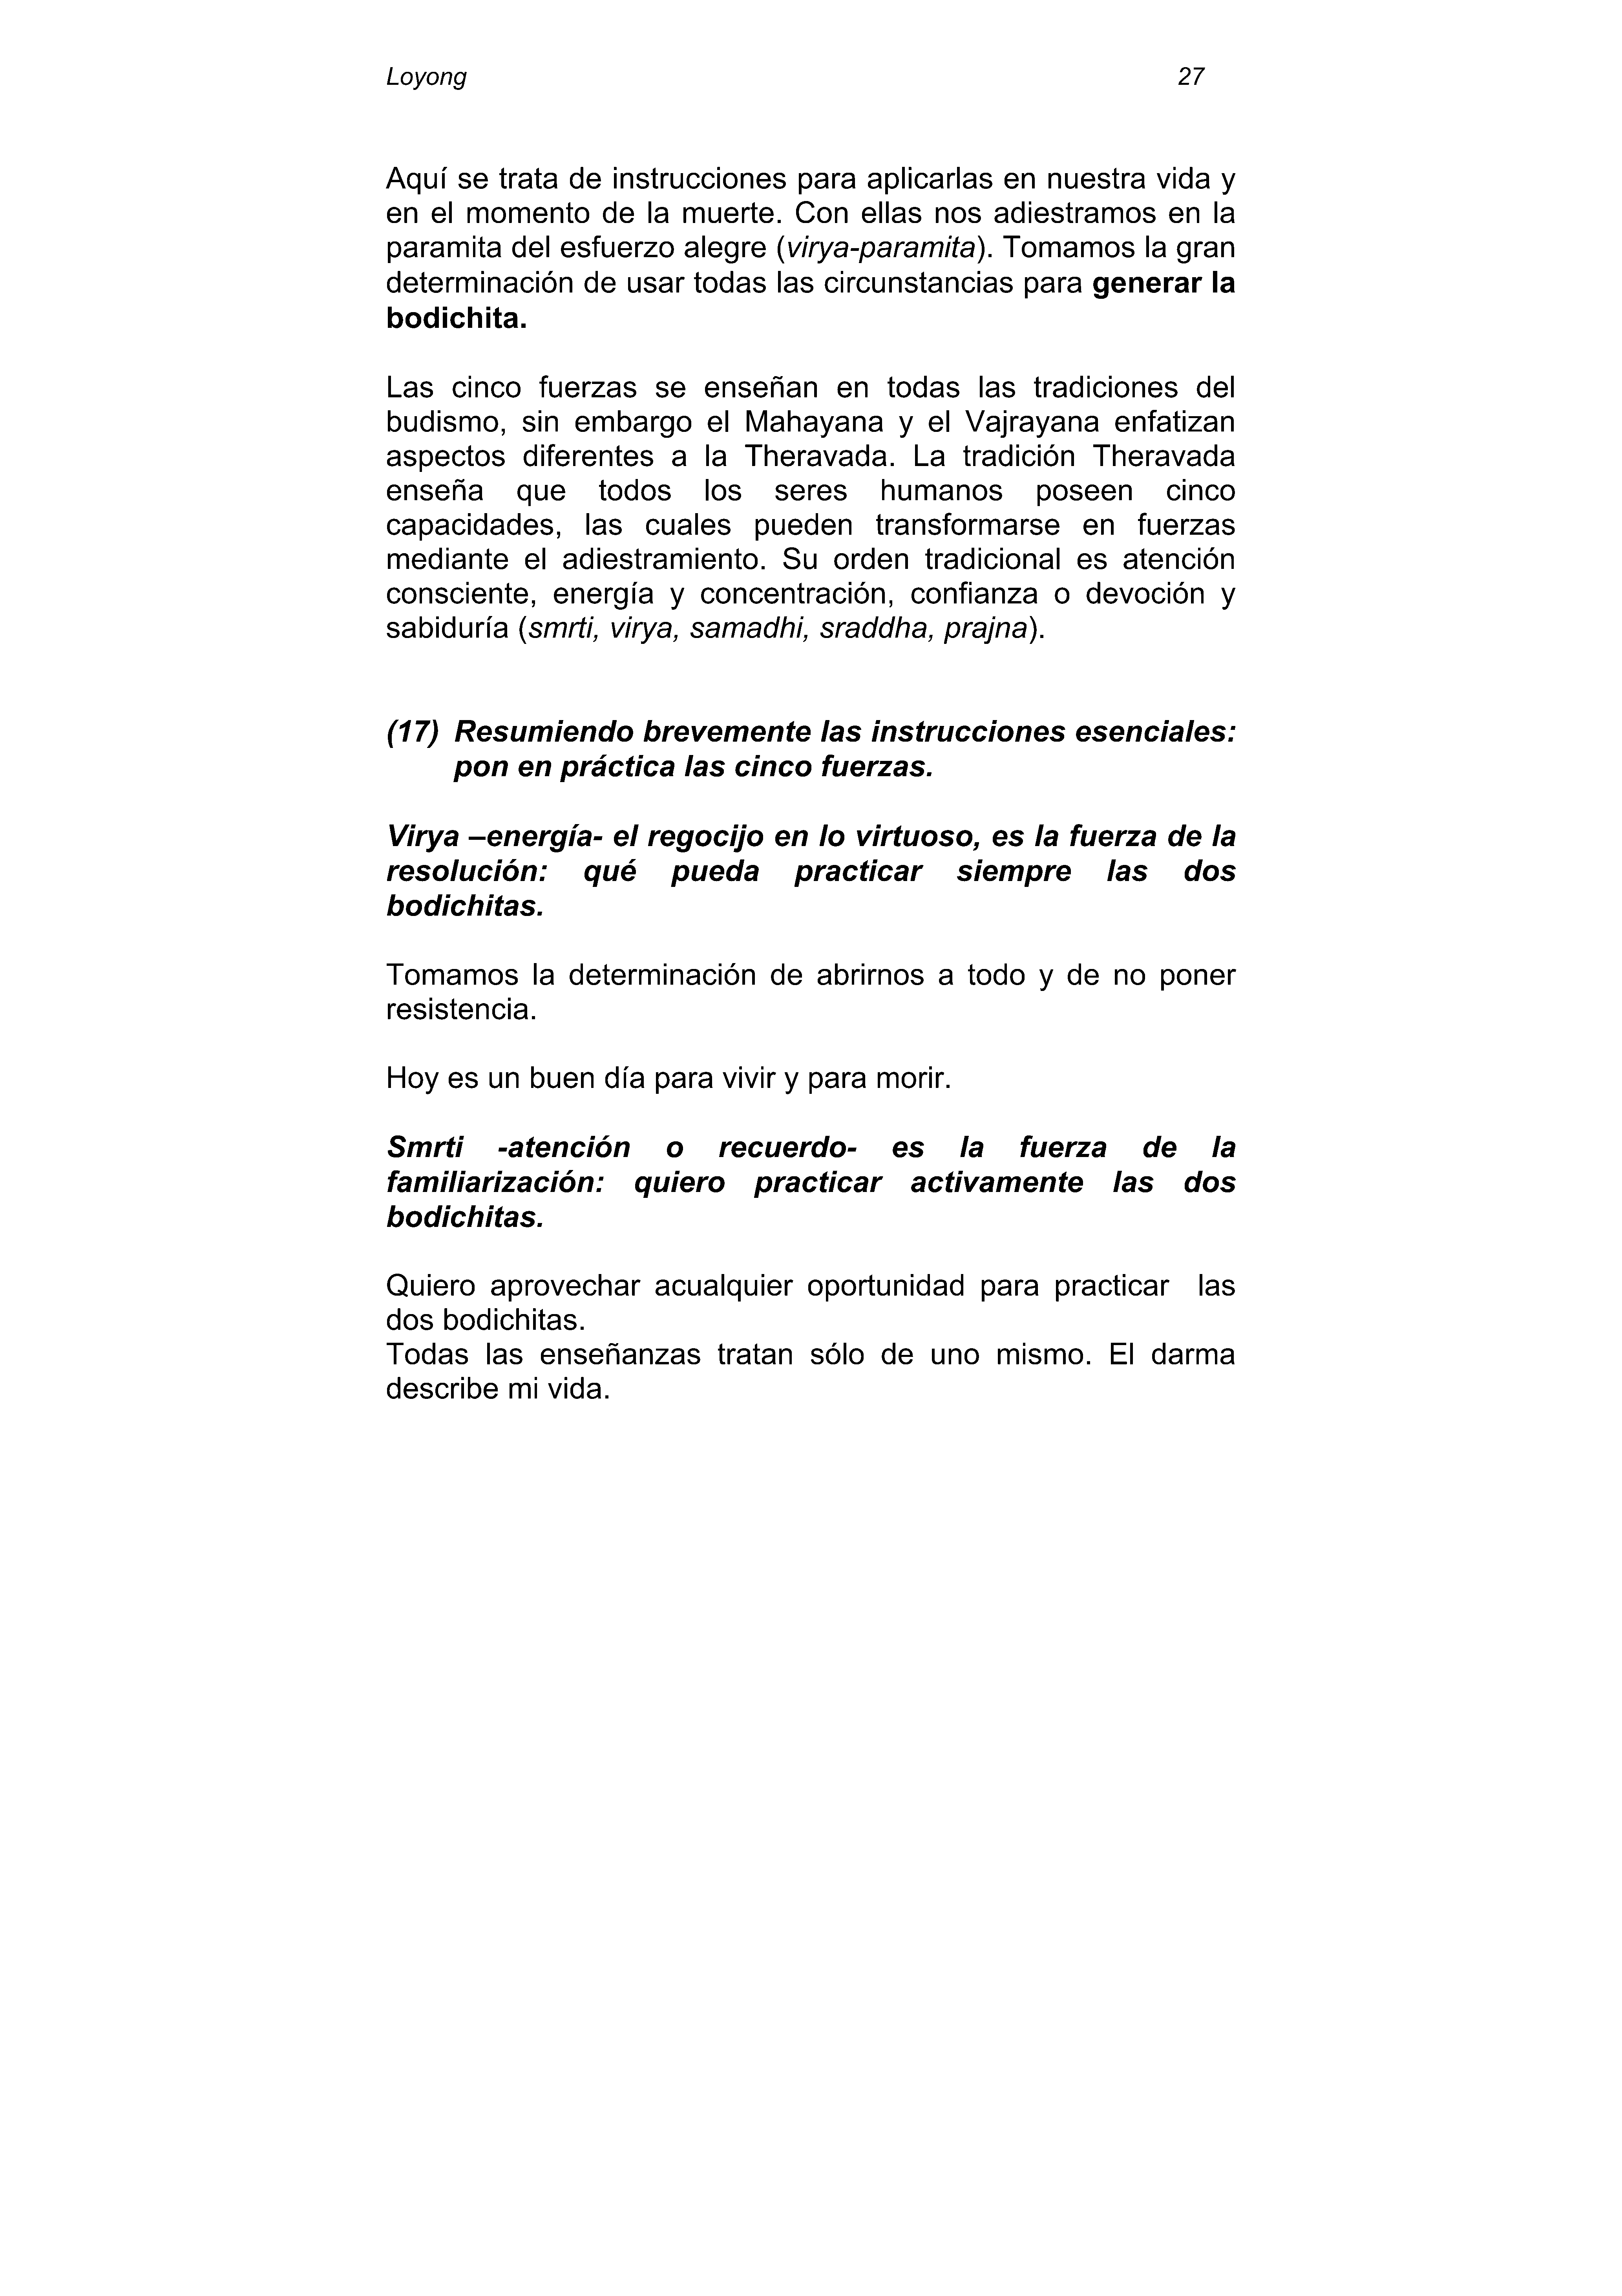 Loyong 27
Aquí se trata de instrucciones para aplicarlas en nuestra vida y
en el momento de la muerte. Con ellas nos adiestramos en la
paramita del esfuerzo alegre (virya-paramita). Tomamos la gran
determinación de usar todas las circunstancias para generar la
bodichita.
Las cinco fuerzas se enseñan en todas las tradiciones del
budismo, sin embargo el Mahayana y el Vajrayana enfatizan
aspectos diferentes a la Theravada. La tradición Theravada
enseña que todos los seres humanos poseen cinco
capacidades, las cuales pueden transformarse en fuerzas
mediante el adiestramiento. Su orden tradicional es atención
consciente, energía y concentración, confianza o devoción y
sabiduría (smrti, virya, samadhi, sraddha, prajna).
(17) Resumiendo brevemente las instrucciones esenciales:
pon en práctica las cinco fuerzas.
Virya –energía- el regocijo en lo virtuoso, es la fuerza de la
resolución: qué pueda practicar siempre las dos
bodichitas.
Tomamos la determinación de abrirnos a todo y de no poner
resistencia.
Hoy es un buen día para vivir y para morir.
Smrti -atención o recuerdo- es la fuerza de la
familiarización: quiero practicar activamente las dos
bodichitas.
Quiero aprovechar acualquier oportunidad para practicar las
dos bodichitas.
Todas las enseñanzas tratan sólo de uno mismo. El darma
describe mi vida.